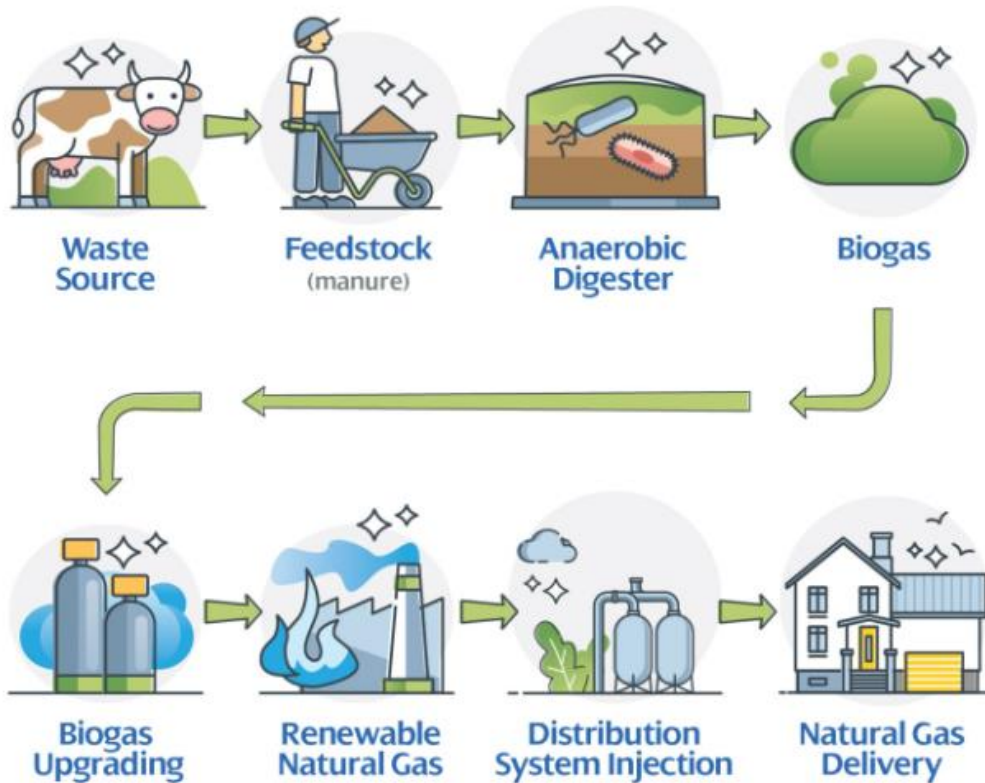 Waste
Source
Feedstock
(manure)
Anaerobic
Digester
Biogas
Biogas
Upgrading
Renewable
Natural Gas
Distribution
System Injection
Natural Gas
Delivery